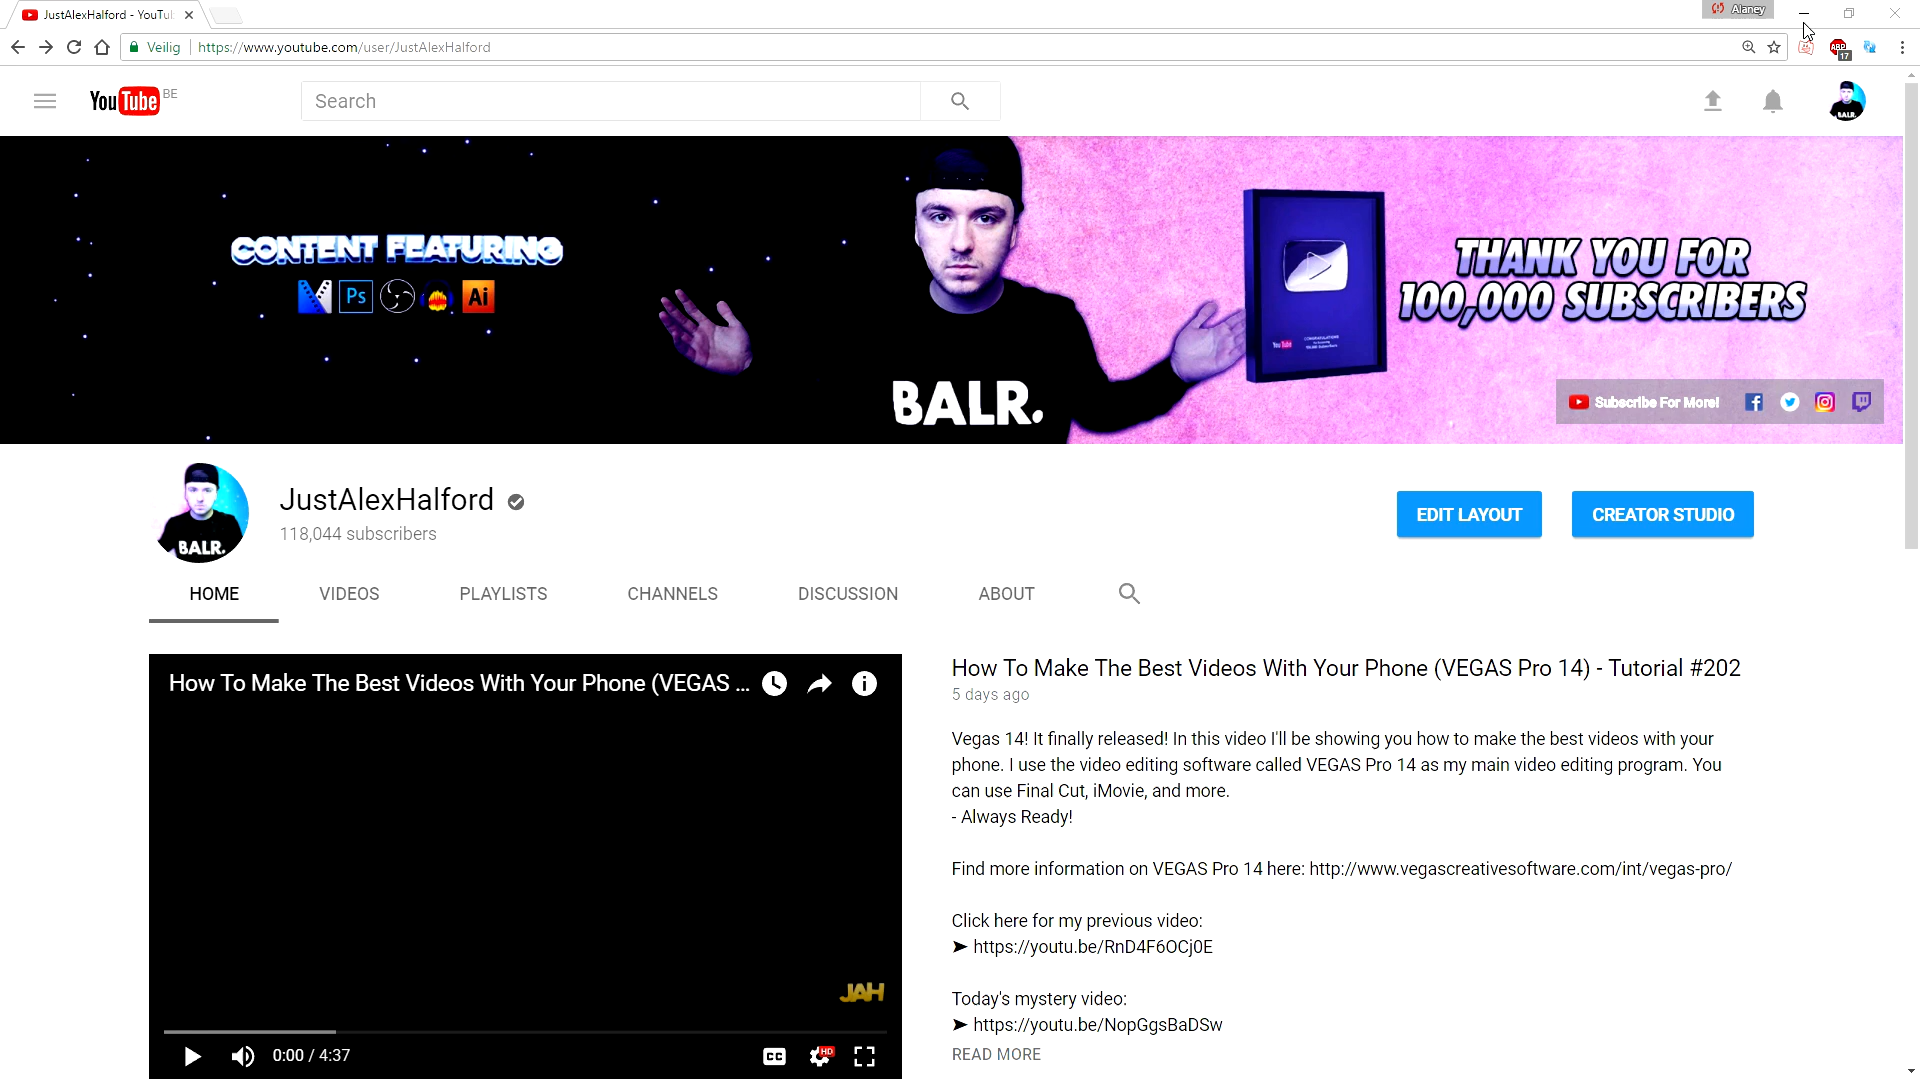 JustAlexHalford - YouTu
Alaney
Veilig
https://www.youtube.com/user/JustAlexHalford
ABP
17
YouTube BE
Search
BALR.
CONTENT FEATURING
Ps
Ai
BALR.
YouTube
CONGRATULATIONS
THANK YOU FOR
100,000 SUBSCRIBERS
Subscribe For More!
BALR.
JustAlexHalford
118,044 subscribers
EDIT LAYOUT
CREATOR STUDIO
HOME
VIDEOS
PLAYLISTS
CHANNELS
DISCUSSION
ABOUT
How To Make The Best Videos With Your Phone (VEGAS ...
JAH
0:00 / 4:37
CC
HD
How To Make The Best Videos With Your Phone (VEGAS Pro 14) - Tutorial #202
5 days ago
Vegas 14! It finally released! In this video I'll be showing you how to make the best videos with your
phone. I use the video editing software called VEGAS Pro 14 as my main video editing program. You
can use Final Cut, iMovie, and more.
- Always Ready!
Find more information on VEGAS Pro 14 here: http://www.vegascreativesoftware.com/int/vegas-pro/
Click here for my previous video:
➤ https://youtu.be/RnD4F6OCj0E
Today's mystery video:
➤ https://youtu.be/NopGgsBaDSw
READ MORE